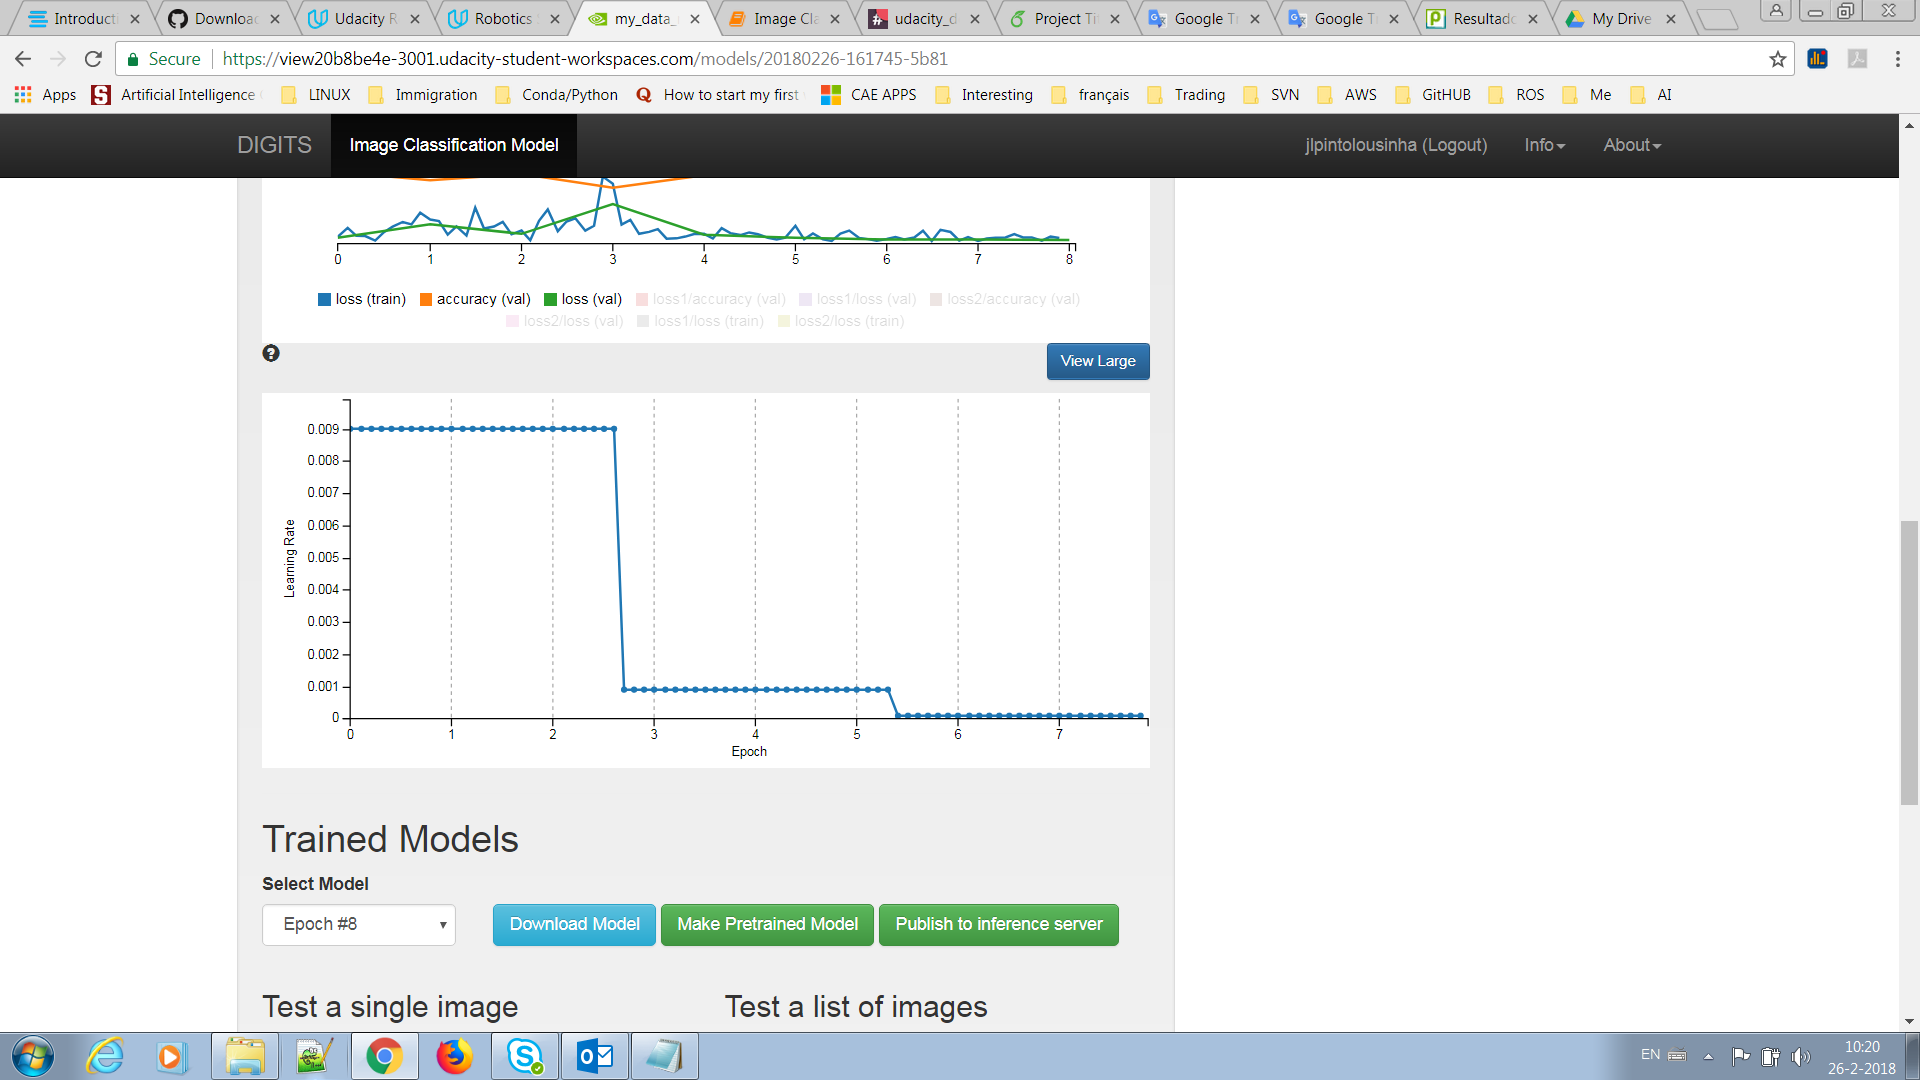 Introducti
Download
Udacity R
Robotics
my_data_
Image Cla
udacity_d
Project Tit
Google Tr
Google Tr
Resultado
My Drive
Secure
https://view20b8be4e-3001.udacity-student-workspaces.com/models/20180226-161745-5b81
Apps
Artificial Intelligence
LINUX
Immigration
Conda/Python
How to start my first
CAE APPS
Interesting
français
Trading
SVN
AWS
GitHUB
ROS
Me
AI
DIGITS
Image Classification Model
jlpintolousinha (Logout)
Info
About
0 1 2 3 4 5 6 7 8
loss (train) accuracy (val) loss (val) loss1/accuracy (val) loss1/loss (val) loss2/accuracy (val)
loss2/loss (val) loss1/loss (train) loss2/loss (train)
View Large
0.009
0.008
0.007
0.006
0.005
0.004
0.003
0.002
0.001
0
Learning Rate
0 1 2 3 4 5 6 7
Epoch
Trained Models
Select Model
Epoch #8
Download Model
Make Pretrained Model
Publish to inference server
Test a single image
Test a list of images
EN
10:20
26-2-2018